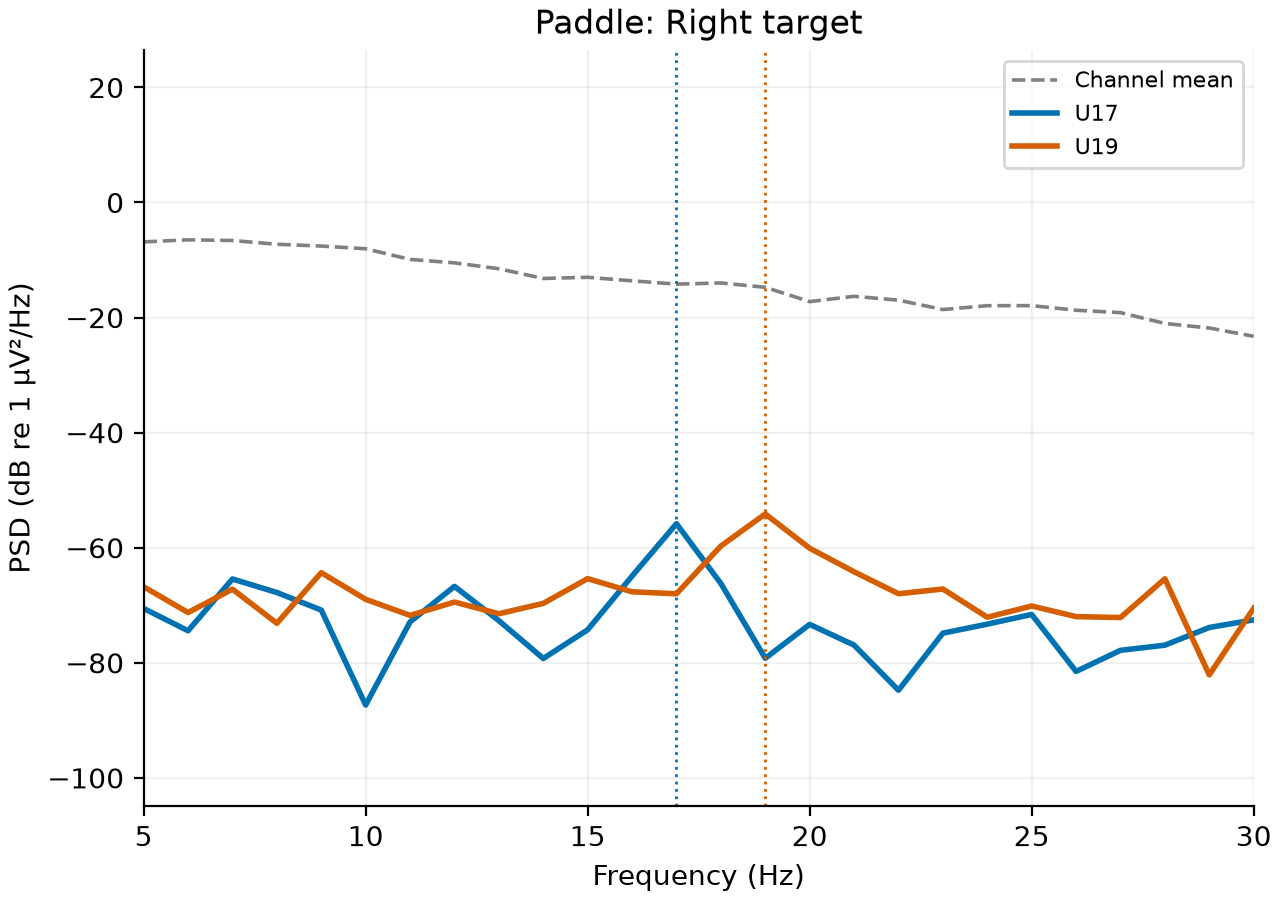 Paddle: Right target
Channel mean
U17
U19
PSD (dB re 1 µV²/Hz)
20
0
−20
−40
−60
−80
−100
5
10
15
20
25
30
Frequency (Hz)